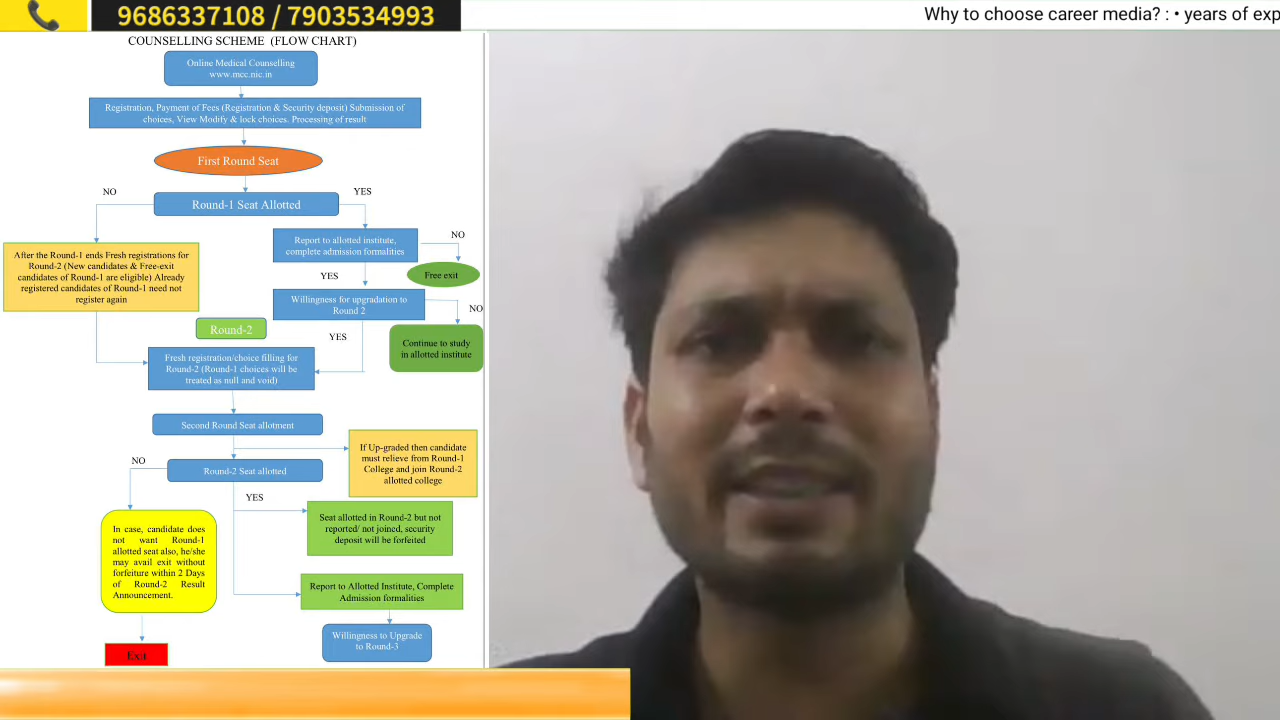 9686337108 / 7903534993
Why to choose career media? : • years of exp
COUNSELLING SCHEME (FLOW CHART)
Online Medical Counselling
www.mcc.nic.in
Registration, Payment of Fees (Registration & Security deposit) Submission of
choices, View Modify & lock choices. Processing of result
First Round Seat
NO
YES
Round-1 Seat Allotted
Report to allotted institute,
complete admission formalities
NO
After the Round-1 ends Fresh registrations for
Round-2 (New candidates & Free-exit
candidates of Round-1 are eligible) Already
registered candidates of Round-1 need not
register again
Free exit
YES
Willingness for upgradation to
Round 2
NO
Round-2
YES
Continue to study
in allotted institute
Fresh registration/choice filling for
Round-2 (Round-1 choices will be
treated as null and void)
Second Round Seat allotment
If Up-graded then candidate
must relieve from Round-1
College and join Round-2
allotted college
NO
Round-2 Seat allotted
YES
Seat allotted in Round-2 but not
reported/ not joined, security
deposit will be forfeited
In case, candidate does
not want Round-1
allotted seat also, he/she
may avail exit without
forfeiture within 2 Days
of Round-2 Result
Announcement.
Report to Allotted Institute, Complete
Admission formalities
Willingness to Upgrade
to Round-3
Exit